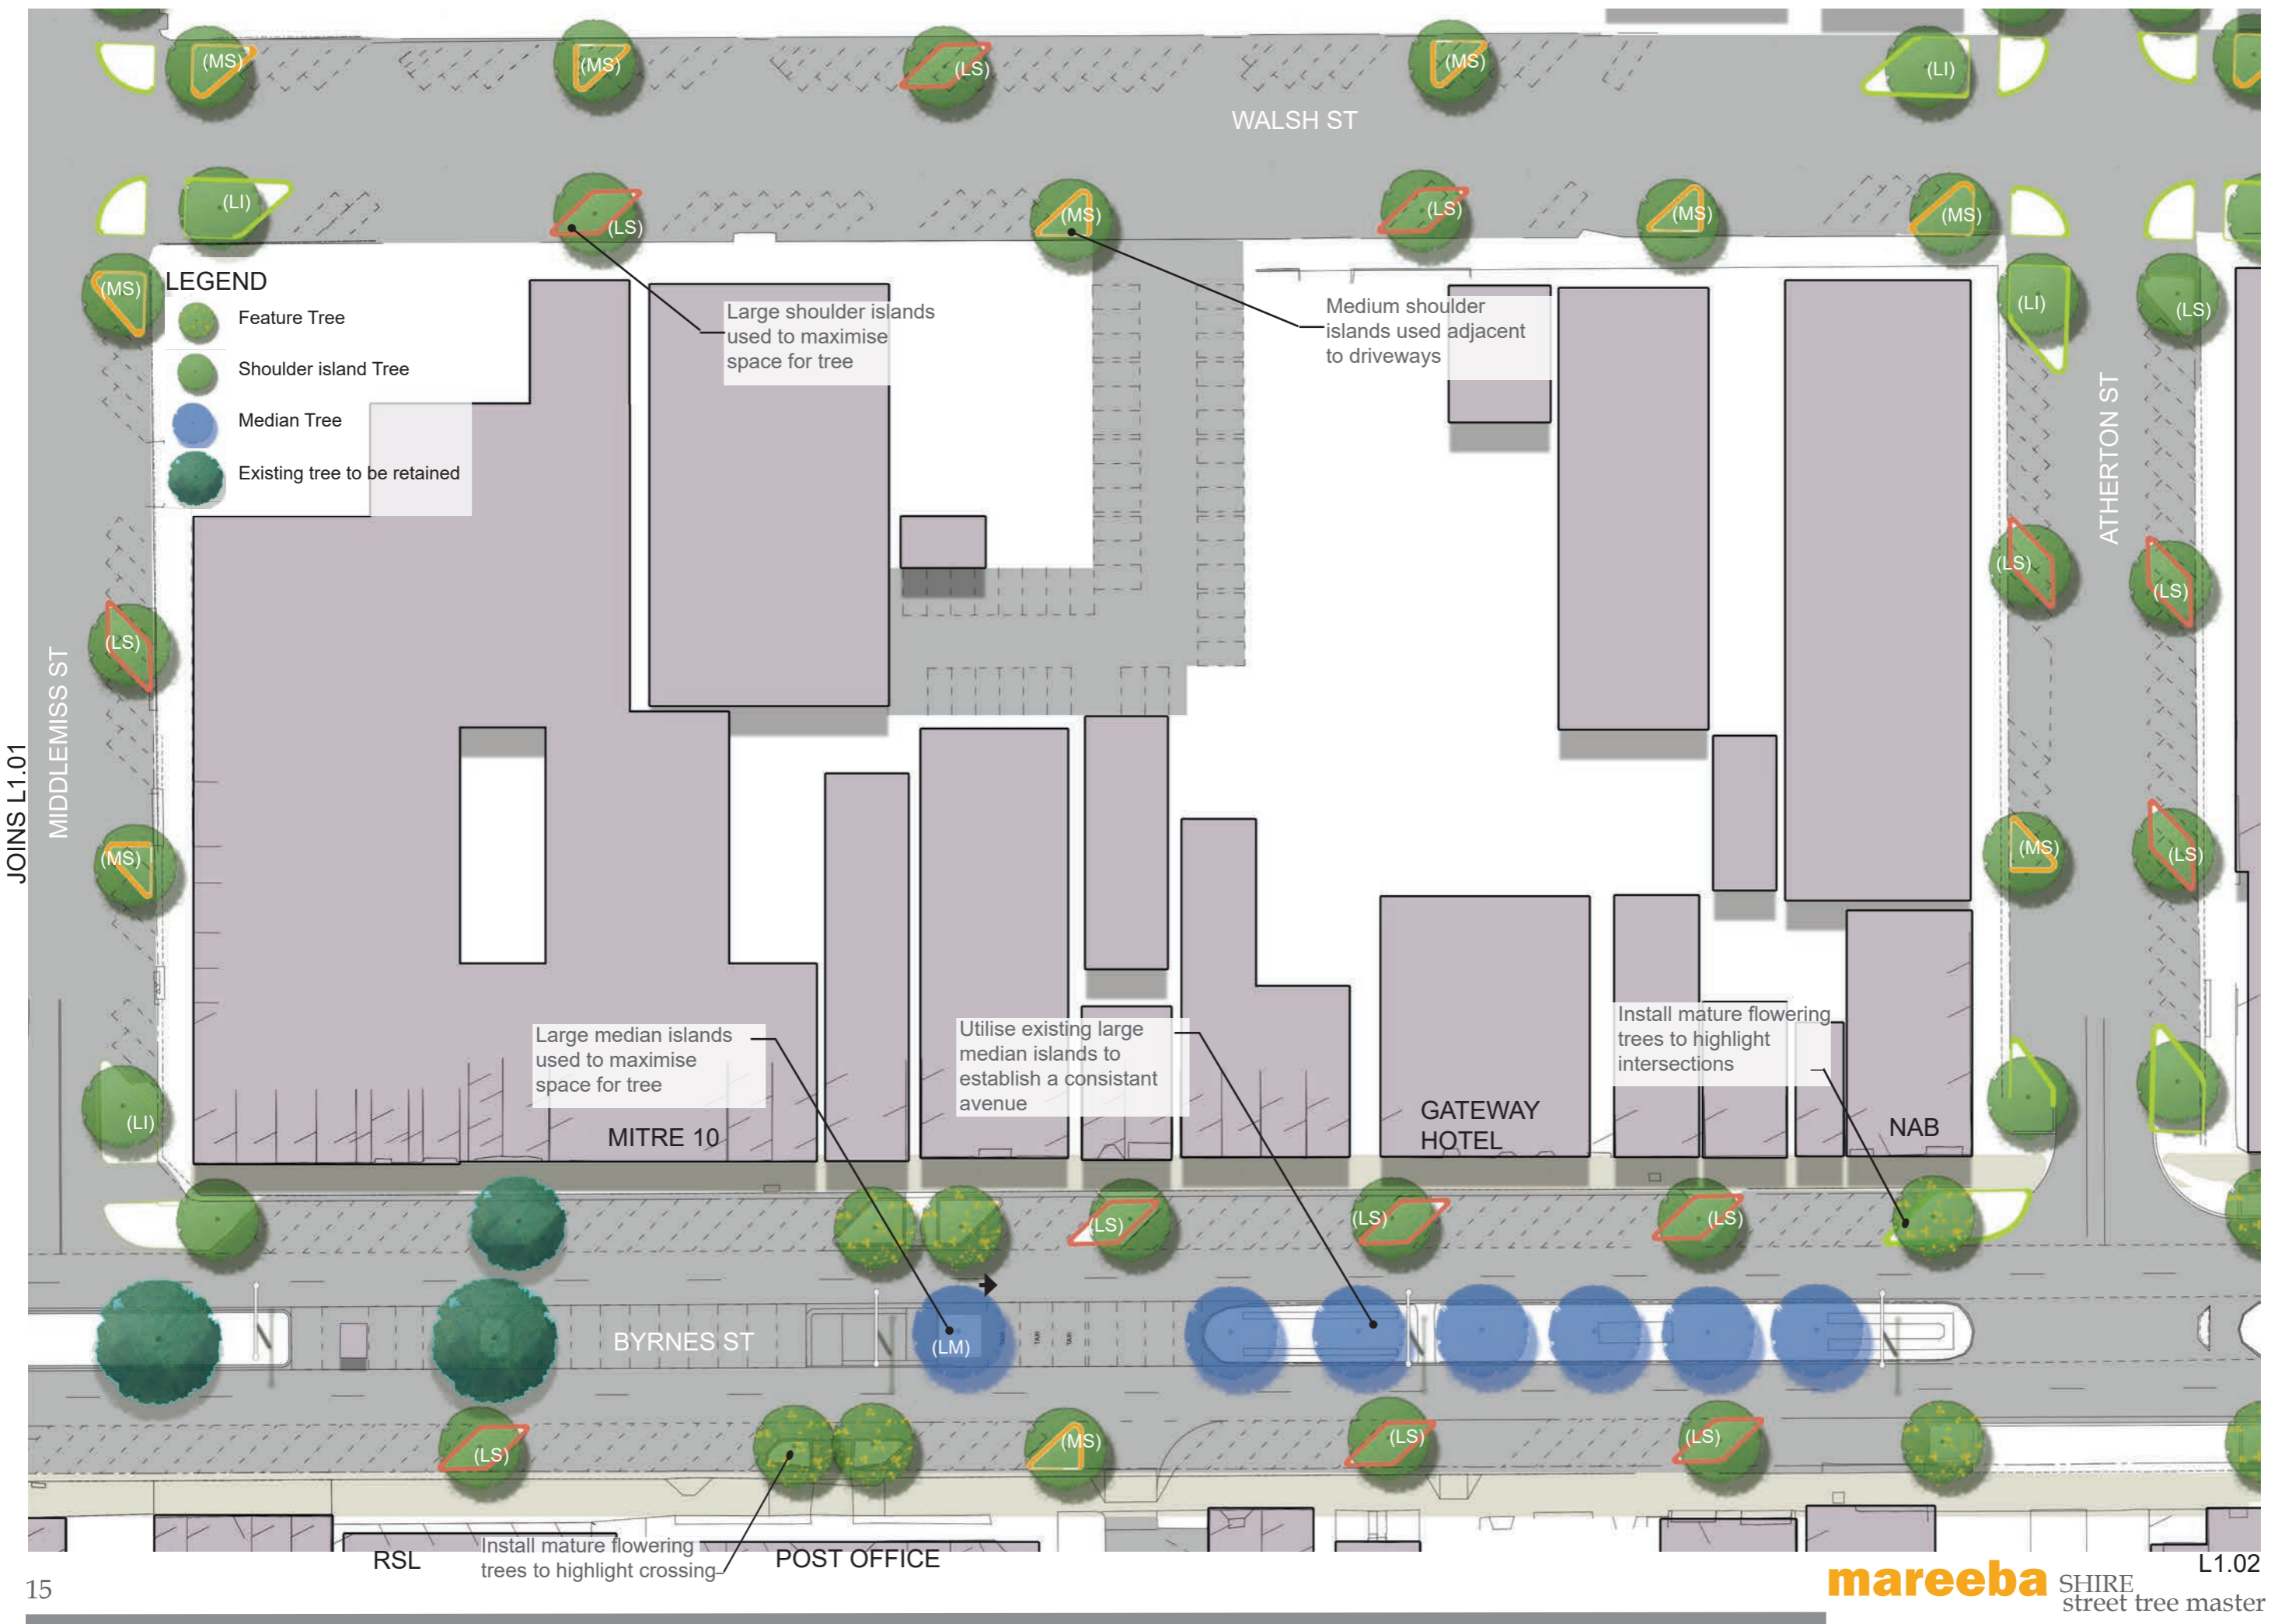 (MS)
(MS)
(LS)
(MS)
(LI)
WALSH ST
(LI)
(LS)
(MS)
(LS)
(MS)
(MS)
(MS)
LEGEND
Feature Tree
Shoulder island Tree
Median Tree
Existing tree to be retained
Large shoulder islands
used to maximise
space for tree
Medium shoulder
islands used adjacent
to driveways
(LI)
(LS)
ATHERTON ST
(LS)
(LS)
(LS)
MIDDLEMISS ST
JOINS L1.01
(MS)
(MS)
(LS)
Large median islands
used to maximise
space for tree
Utilise existing large
median islands to
establish a consistant
avenue
Install mature flowering
trees to highlight
intersections
(LI)
MITRE 10
GATEWAY
HOTEL
NAB
(LS)
(LS)
(LS)
BYRNES ST
(LM)
TAXI
TAXI
TAXI
(LS)
(MS)
(LS)
(LS)
RSL
Install mature flowering
trees to highlight crossing
POST OFFICE
L1.02
15
mareeba SHIRE
street tree master